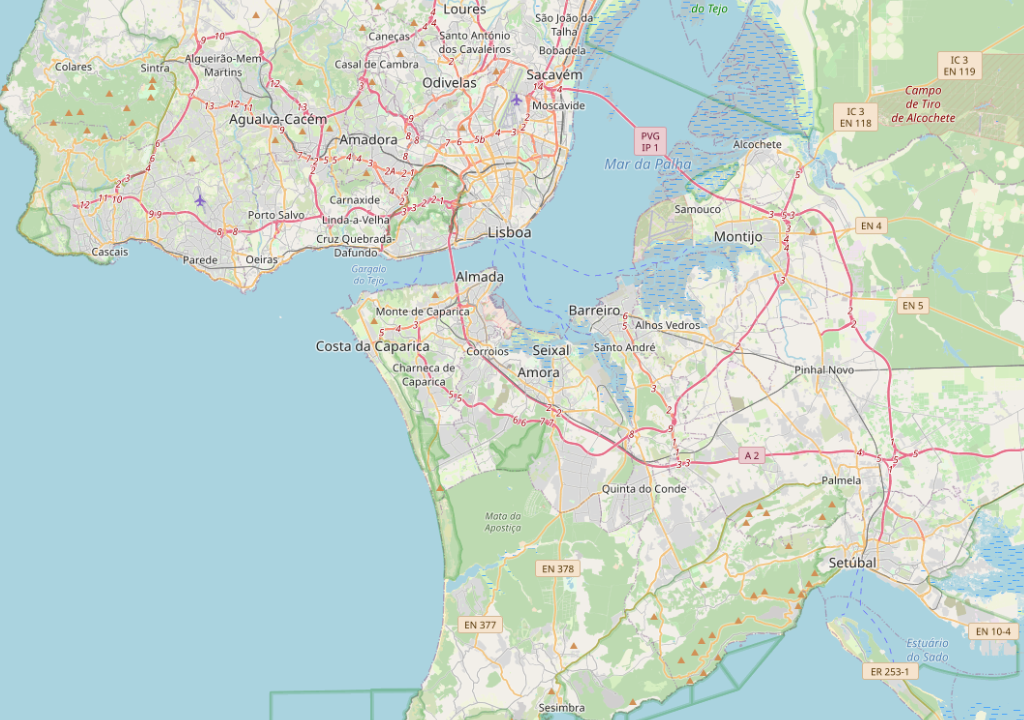 Loures
São João da
Talha
do Tejo
Caneças
Santo António
dos Cavaleiros
Bobadela
Colares
Sintra
Algueirão-Mem
Martins
Casal de Cambra
Odivelas
Sacavém
Moscavide
IC 3
EN 119
Campo
de Tiro
de Alcochete
IC 3
EN 118
Agualva-Cacém
Amadora
PVG
IP 1
Mar da Palha
Alcochete
Carnaxide
Linda-a-Velha
Porto Salvo
Samouco
Cruz Quebrada
Dafundo
Lisboa
Montijo
EN 4
Cascais
Parede
Oeiras
Gargalo
do Tejo
Almada
Monte de Caparica
Barreiro
Alhos Vedros
EN 5
Costa da Caparica
Corroios
Seixal
Santo André
Charneca de
Caparica
Amora
Pinhal Novo
A 2
Palmela
Quinta do Conde
Mata da
Apostiça
EN 378
Setúbal
EN 377
EN 10-4
Estuário
do Sado
ER 253-1
Sesimbra